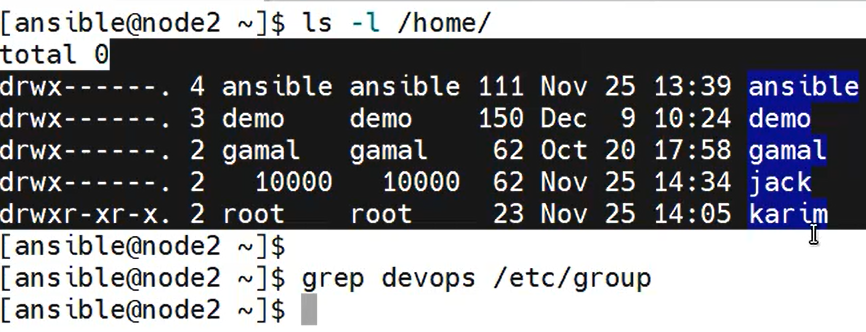 [ansible@node2 ~]$ ls -l /home/
total 0
drwx------. 4 ansible ansible 111 Nov 25 13:39 ansible
drwx------. 3 demo    demo    150 Dec  9 10:24 demo
drwx------. 2 gamal   gamal    62 Oct 20 17:58 gamal
drwx------. 2   10000   10000  62 Nov 25 14:34 jack
drwxr-xr-x. 2 root    root     23 Nov 25 14:05 karim
[ansible@node2 ~]$
[ansible@node2 ~]$ grep devops /etc/group
[ansible@node2 ~]$